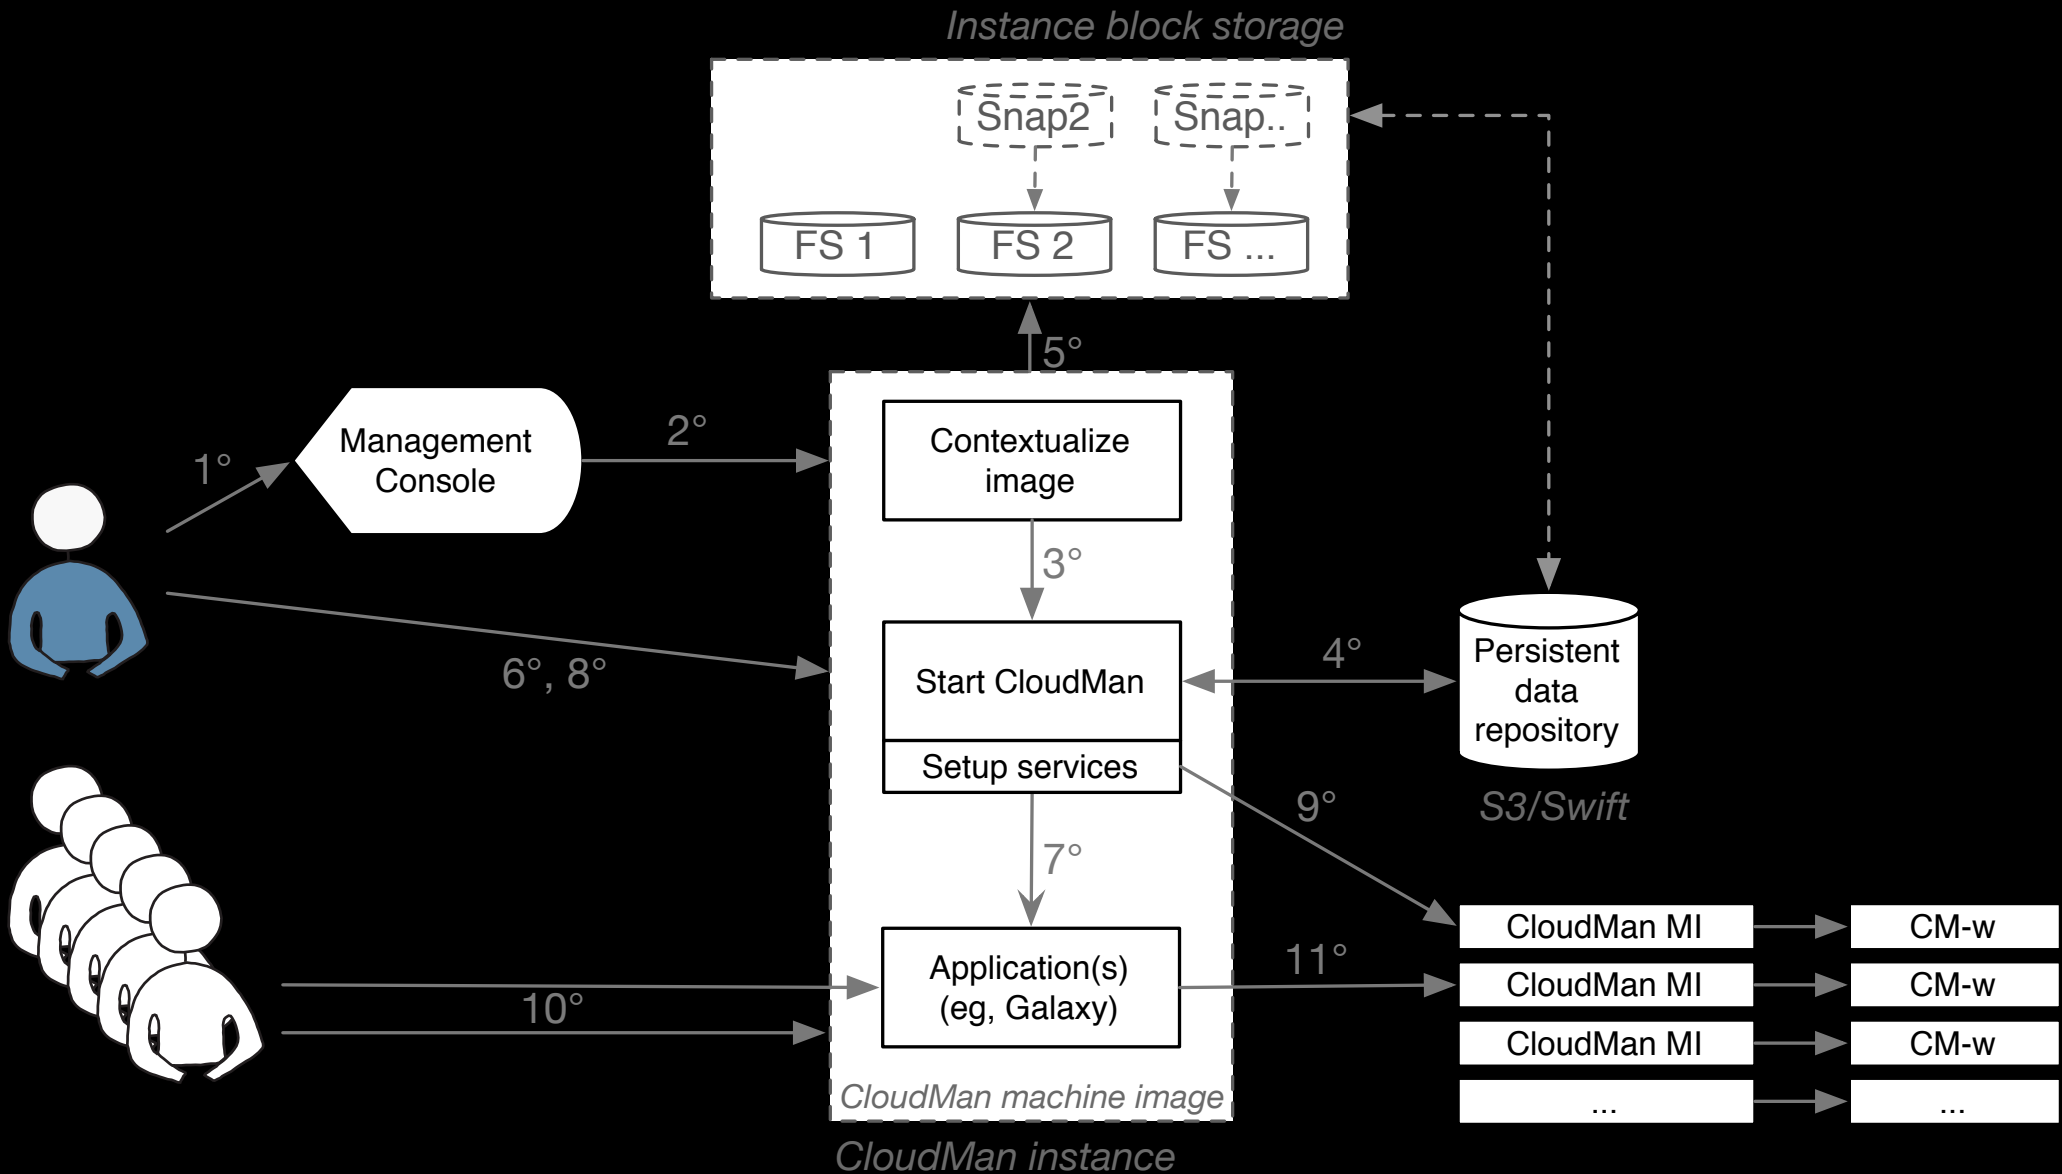 Instance block storage
Snap2
Snap..
FS 1
FS 2
FS ...
5°
Management
Console
1°
2°
Contextualize
image
3°
6°, 8°
Start CloudMan
4°
Persistent
data
repository
S3/Swift
Setup services
9°
7°
Application(s)
(eg, Galaxy)
10°
11°
CloudMan MI
CM-w
CloudMan MI
CM-w
CloudMan MI
CM-w
...
...
CloudMan machine image
CloudMan instance